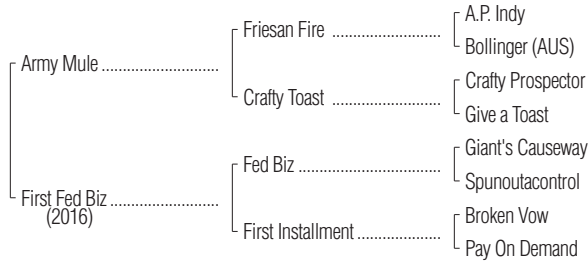 A.P. Indy
Friesan Fire ........................
Bollinger (AUS)
Army Mule ..........................
Crafty Prospector
Crafty Toast ........................
Give a Toast
Giant's Causeway
Fed Biz ................................
Spunoutacontrol
First Fed Biz ........................
(2016)
Broken Vow
First Installment ...................
Pay On Demand